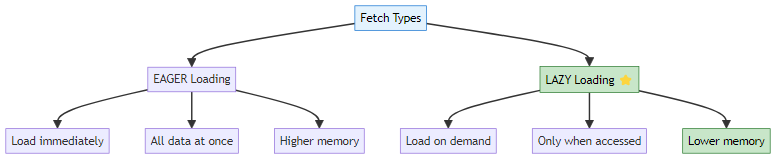 Fetch Types
EAGER Loading
LAZY Loading ⭐
Load immediately
All data at once
Higher memory
Load on demand
Only when accessed
Lower memory